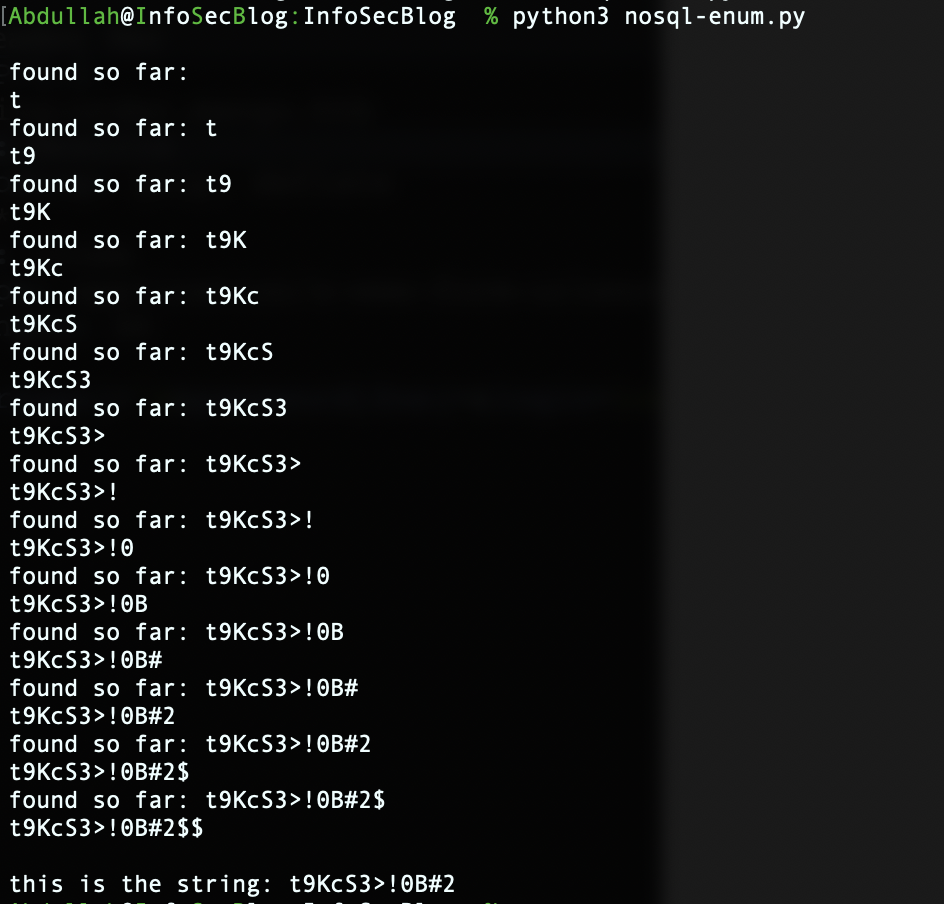 [Abdullah@InfoSecBlog:InfoSecBlog % python3 nosql-enum.py
found so far:
t
found so far: t
t9
found so far: t9
t9K
found so far: t9K
t9Kc
found so far: t9Kc
t9KcS
found so far: t9KcS
t9KcS3
found so far: t9KcS3
t9KcS3>
found so far: t9KcS3>
t9KcS3>!
found so far: t9KcS3>!
t9KcS3>!0
found so far: t9KcS3>!0
t9KcS3>!0B
found so far: t9KcS3>!0B
t9KcS3>!0B#
found so far: t9KcS3>!0B#
t9KcS3>!0B#2
found so far: t9KcS3>!0B#2
t9KcS3>!0B#2$
found so far: t9KcS3>!0B#2$
t9KcS3>!0B#2$$
this is the string: t9KcS3>!0B#2